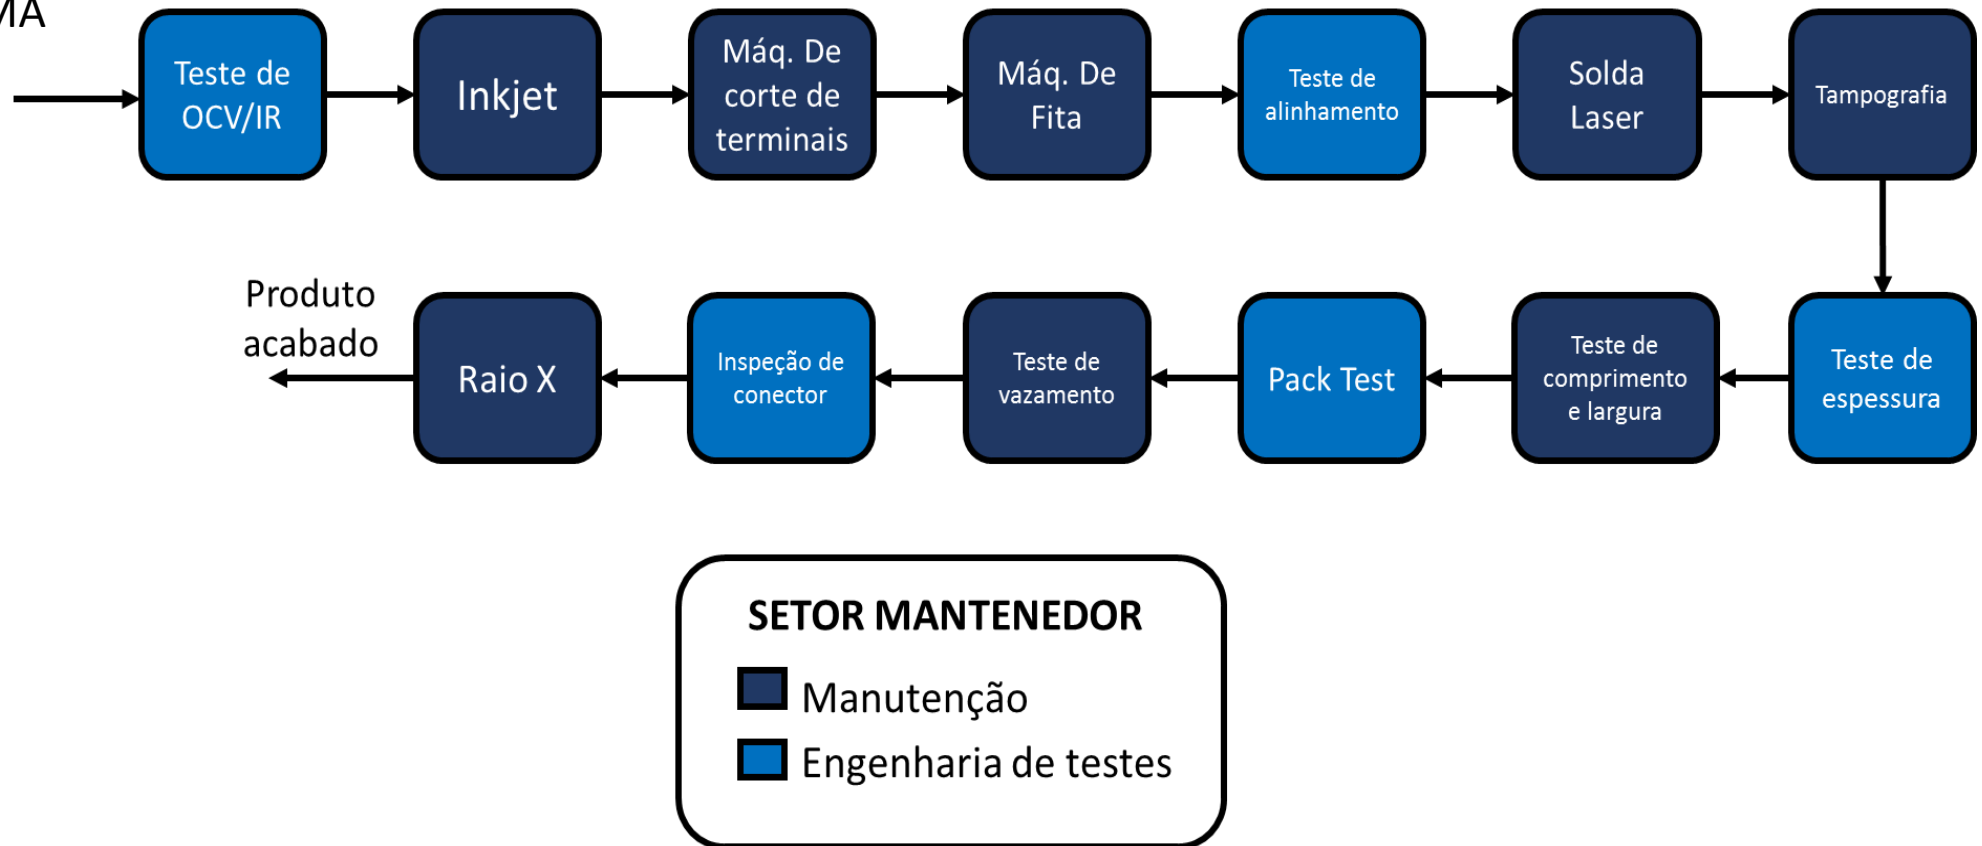 MA
Teste de
OCV/IR
Inkjet
Máq. De
corte de
terminais
Máq. De
Fita
Teste de
alinhamento
Solda
Laser
Tampografia
Produto
acabado
Raio X
Inspeção de
conector
Teste de
vazamento
Pack Test
Teste de
comprimento
e largura
Teste de
espessura
SETOR MANTENEDOR
Manutenção
Engenharia de testes